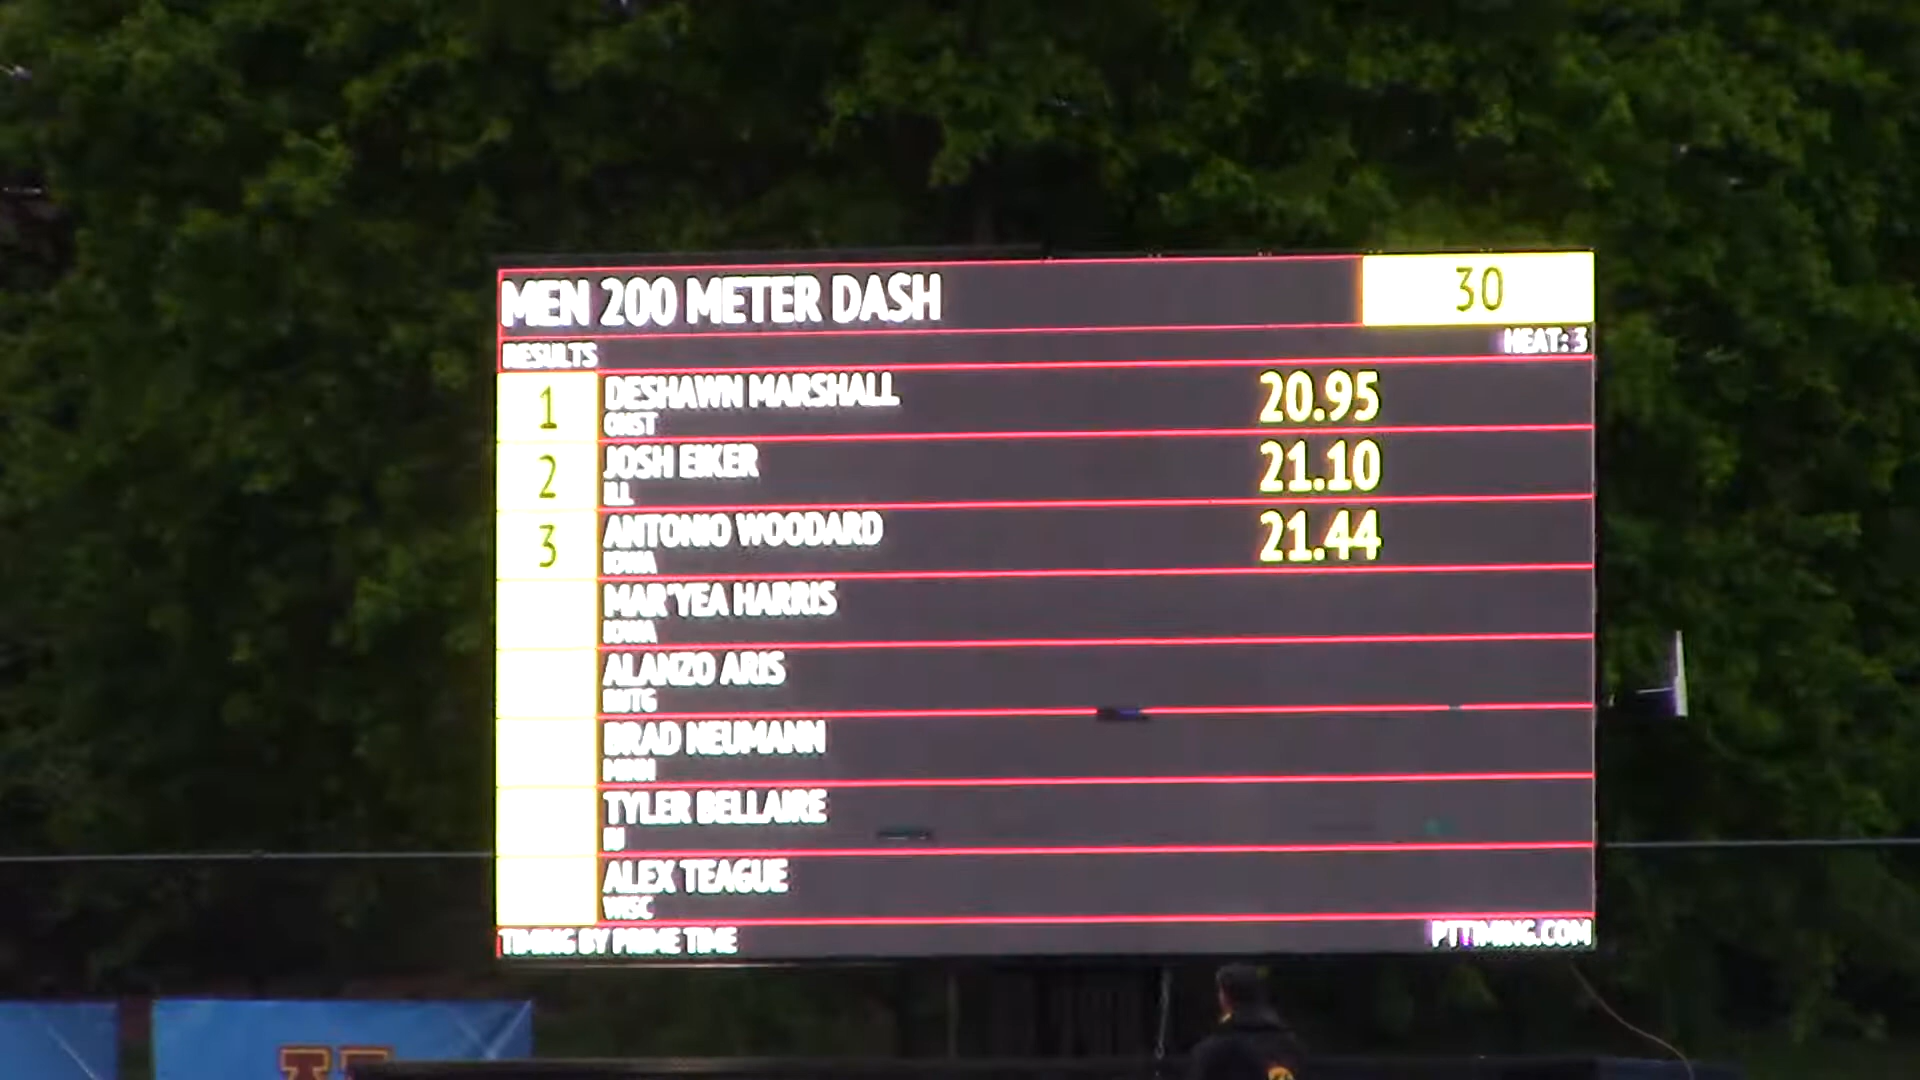 MEN 200 METER DASH
30
RESULTS
HEAT: 3
1
DESHAWN MARSHALL
20.95
OHST
2
JOSH EIKER
21.10
ILL
3
ANTONIO WOODARD
21.44
IOWA
MAR'YEA HARRIS
IOWA
ALANZO ARIS
RUTG
BRAD NEUMANN
MINN
TYLER BELLAIRE
ALEX TEAGUE
WISC
TIMING BY PRIME TIME
PTTIMING.COM